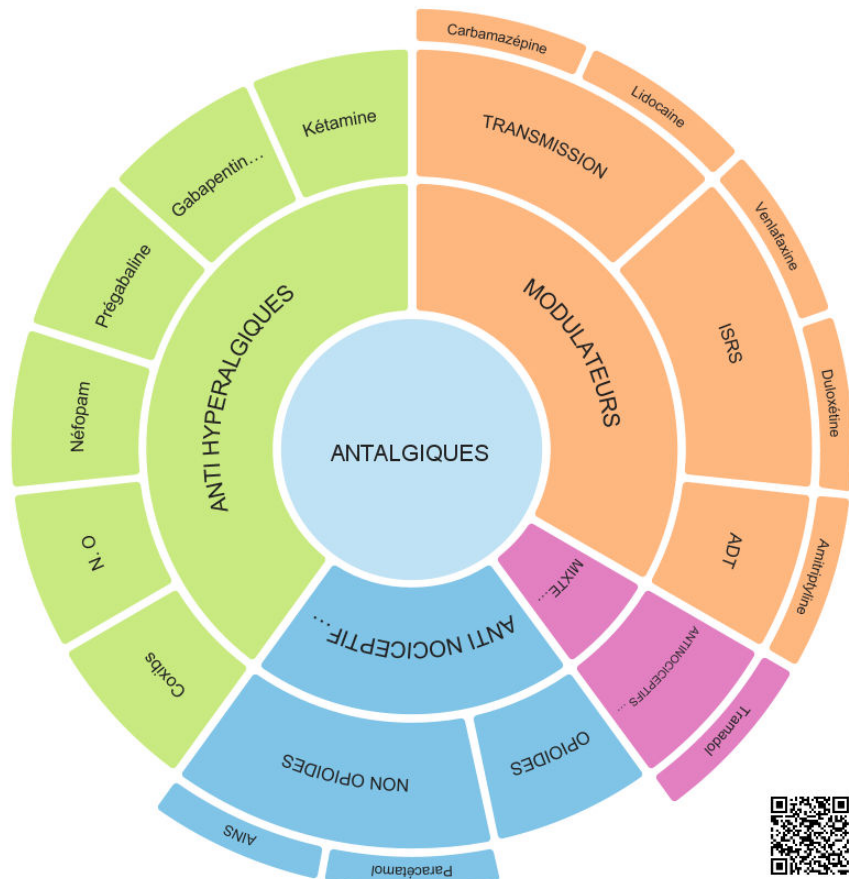 ANTALGIQUES
MODULATEURS
TRANSMISSION
Carbamazépine
Lidocaine
ISRS
Venlafaxine
Duloxétine
ADT
Amitriptyline
MIXTE...
ANTINOCICEPTIFS
...
Tramadol
ANTI NOCICEPTIF...
OPIOIDES
NON OPIOIDES
Paracétamol
AINS
ANTI HYPERALGIQUES
Coxibs
N₂O
Néfopam
Prégabaline
Gabapentin...
Kétamine